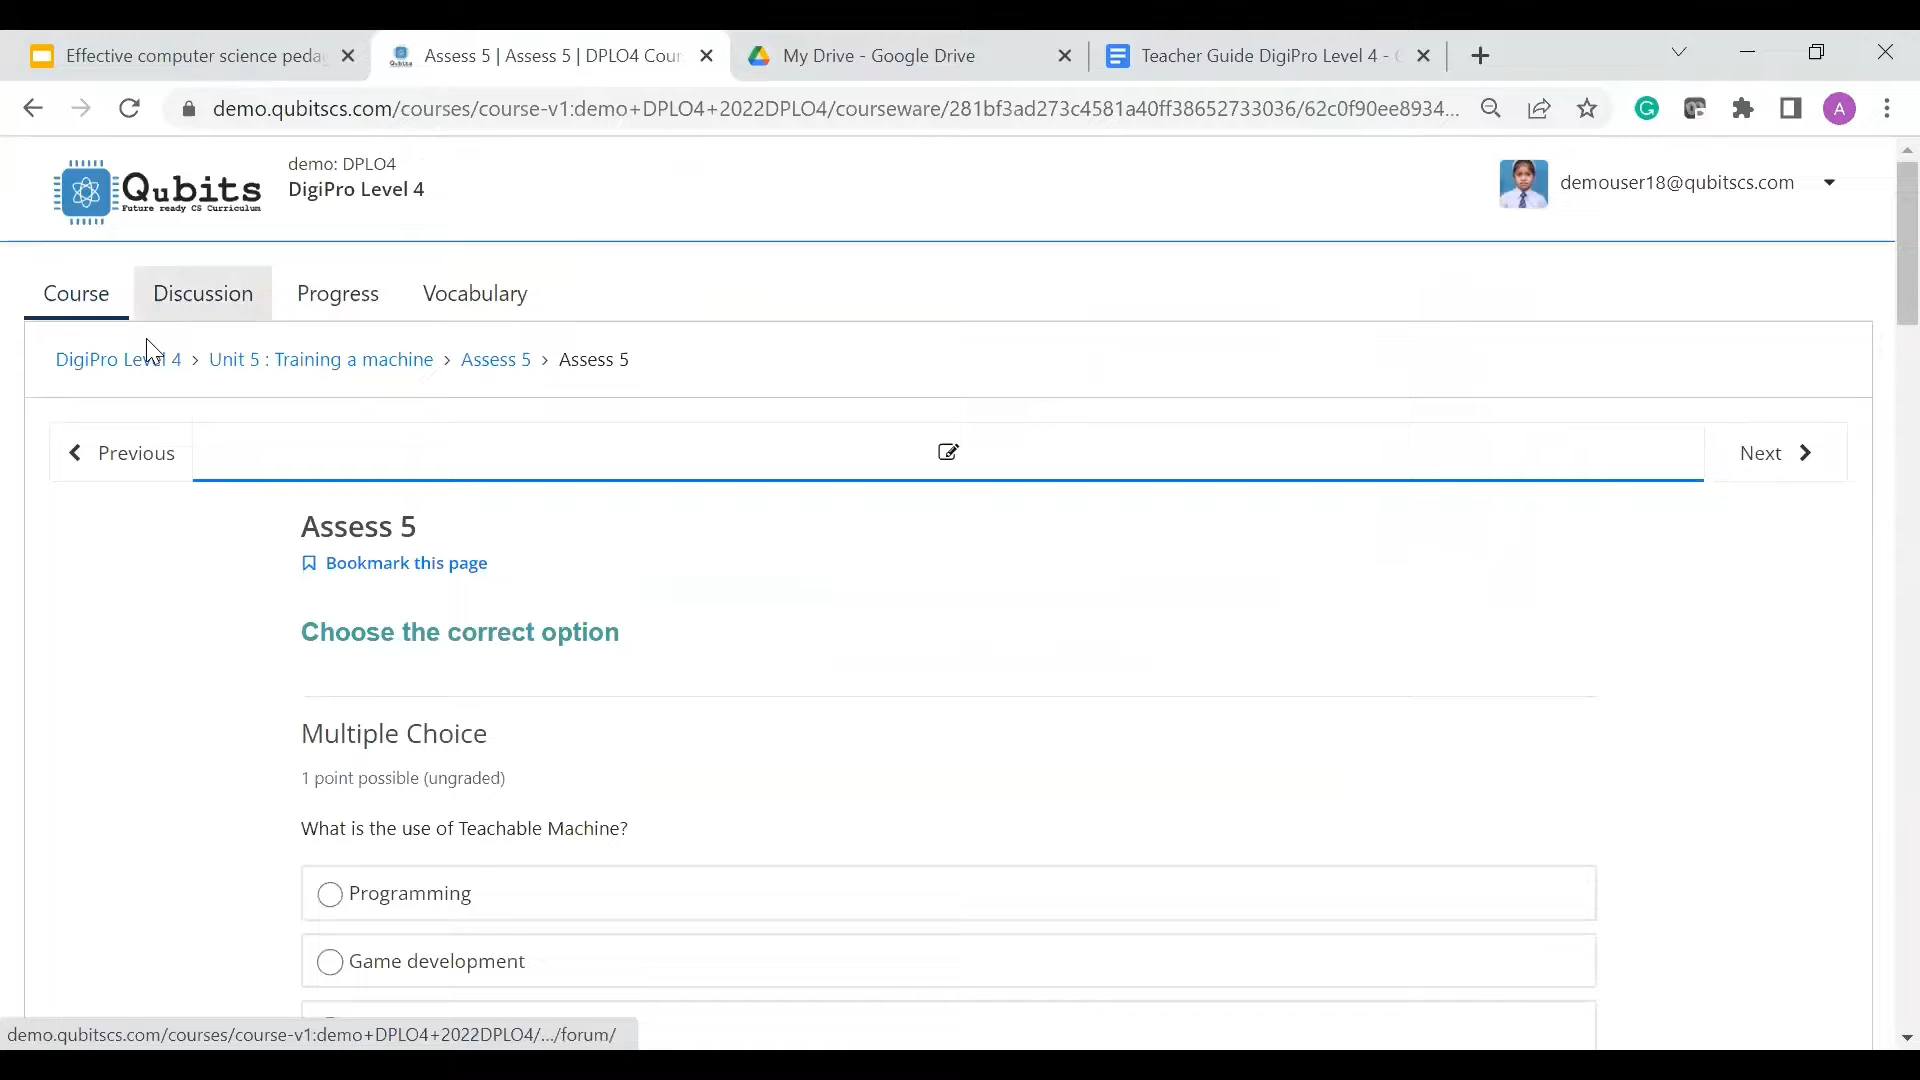 Effective computer science peda
Assess 5 | Assess 5 | DPLO4 Cour
My Drive - Google Drive
Teacher Guide DigiPro Level 4 -
demo.qubitscs.com/courses/course-v1:demo+DPLO4+2022DPLO4/courseware/281bf3ad273c4581a40ff38652733036/62c0f90ee8934...
A
Qubits
Future ready CS Curriculum
demo: DPLO4
DigiPro Level 4
demouser18@qubitscs.com
Course
Discussion
Progress
Vocabulary
DigiPro Level 4 > Unit 5 : Training a machine > Assess 5 > Assess 5
Previous
Next
Assess 5
Bookmark this page
Choose the correct option
Multiple Choice
1 point possible (ungraded)
What is the use of Teachable Machine?
Programming
Game development
demo.qubitscs.com/courses/course-v1:demo+DPLO4+2022DPLO4/.../forum/